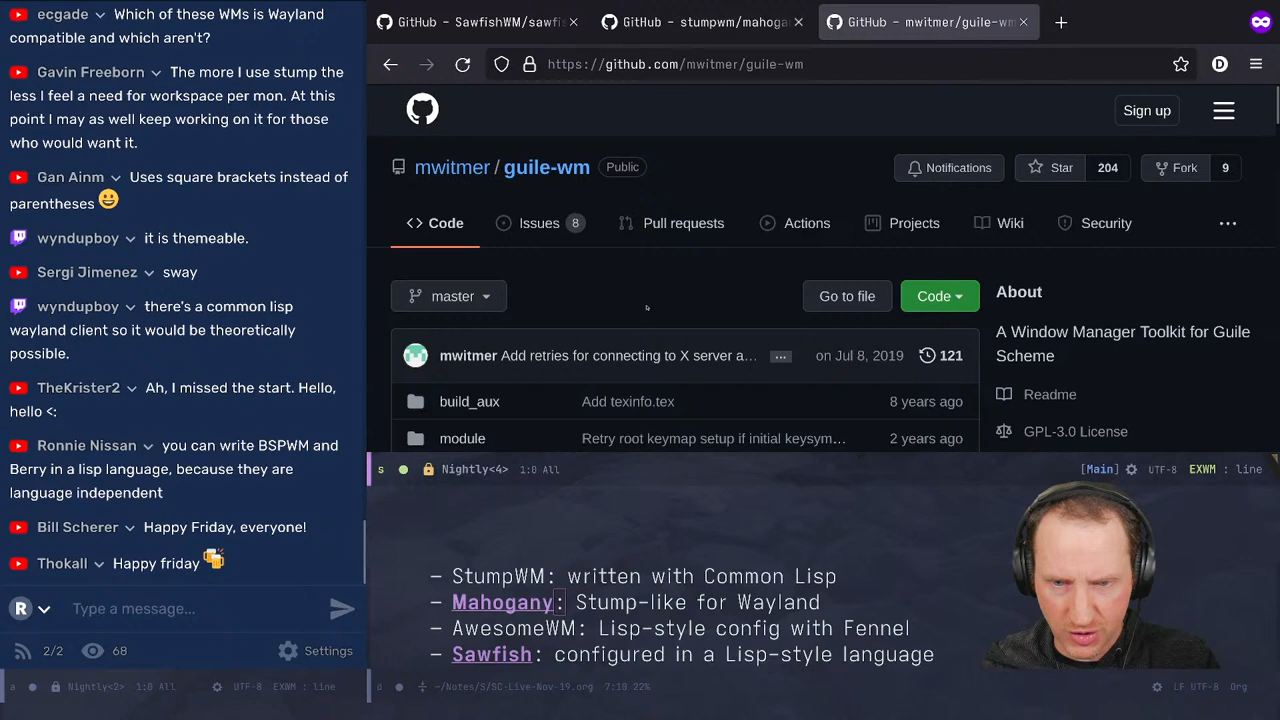 ecgade Which of these WMs is Wayland
compatible and which aren't?
Gavin Freeborn The more I use stump the
less I feel a need for workspace per mon. At this
point I may as well keep working on it for those
who would want it.
Gan Ainm Uses square brackets instead of
parentheses
wyndupboy it is themeable.
Sergi Jimenez sway
wyndupboy there's a common lisp
wayland client so it would be theoretically
possible.
TheKrister2 Ah, I missed the start. Hello,
hello <:
Ronnie Nissan you can write BSPWM and
Berry in a lisp language, because they are
language independent
Bill Scherer Happy Friday, everyone!
Thokall Happy friday
R Type a message...
2/2 68 Settings
Nightly<2> 1:0 All UTF-8 EXWM : line
GitHub - SawfishWM/sawfi GitHub - stumpwm/mahoga GitHub - mwitmer/guile-wm
https://github.com/mwitmer/guile-wm D
Sign up
mwitmer / guile-wm Public Notifications Star 204 Fork 9
Code Issues 8 Pull requests Actions Projects Wiki Security
master Go to file Code
mwitmer Add retries for connecting to X server a... on Jul 8, 2019 121
build_aux Add texinfo.tex 8 years ago
module Retry root keymap setup if initial keysym... 2 years ago
About
A Window Manager Toolkit for Guile
Scheme
Readme
GPL-3.0 License
s Nightly<4> 1:0 All [Main] UTF-8 EXWM : line
– StumpWM: written with Common Lisp
– Mahogany: Stump-like for Wayland
– AwesomeWM: Lisp-style config with Fennel
– Sawfish: configured in a Lisp-style language
d ~/Notes/S/SC-Live-Nov-19.org 7:10 22% LF UTF-8 Org